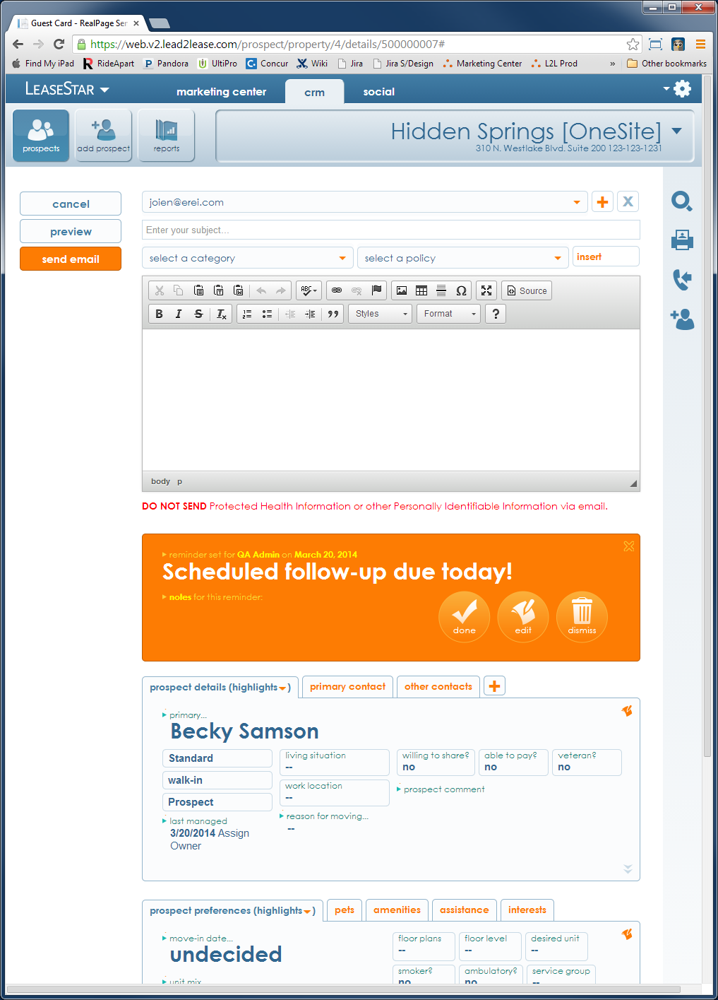 Guest Card - RealPage Ser
https://web.v2.lead2lease.com/prospect/property/4/details/500000007#
Find My iPad RideApart Pandora UltiPro Concur Wiki Jira Jira S/Design Marketing Center L2L Prod » Other bookmarks
LEASESTAR marketing center crm social
prospects add prospect reports
Hidden Springs [OneSite]
310 N. Westlake Blvd. Suite 200 123-123-1231
cancel
preview
send email
joien@erei.com
Enter your subject...
select a category select a policy insert
ABC Source
B I S Tx Styles Format ?
body p
DO NOT SEND Protected Health Information or other Personally Identifiable Information via email.
reminder set for QA Admin on March 20, 2014
Scheduled follow-up due today!
notes for this reminder:
done edit dismiss
prospect details (highlights ) primary contact other contacts
primary...
Becky Samson
Standard
walk-in
Prospect
last managed
3/20/2014 Assign
Owner
living situation
--
work location
--
reason for moving...
--
willing to share?
no
able to pay?
no
veteran?
no
prospect comment
prospect preferences (highlights ) pets amenities assistance interests
move-in date...
undecided
unit mix
floor plans
--
floor level
--
desired unit
--
smoker?
no
ambulatory?
no
service group
--